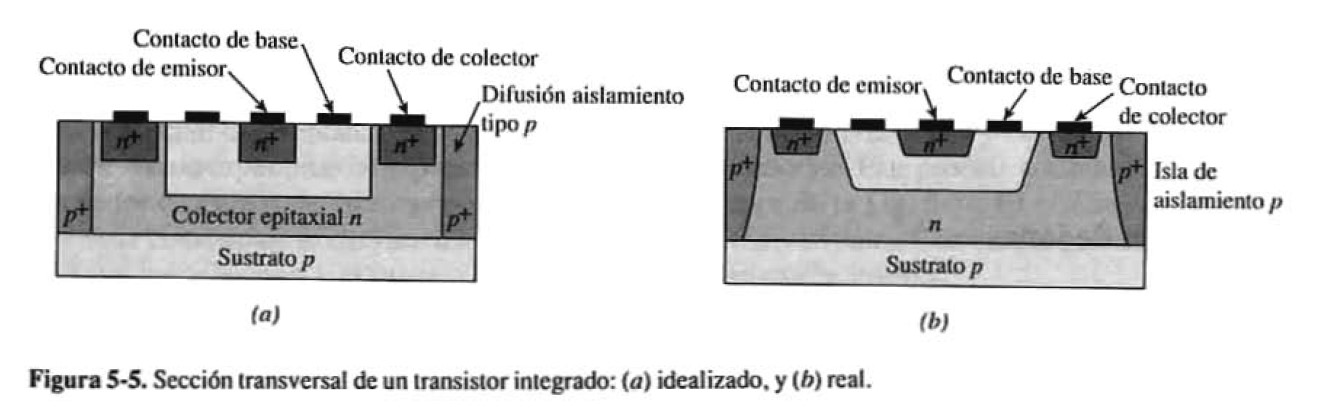 Contacto de base
Contacto de emisor
Contacto de colector
Difusión aislamiento
tipo p
n+
n+
n+
p+
Colector epitaxial n
p+
Sustrato p
(a)
Contacto de emisor
Contacto de base
Contacto
de colector
n+
n+
n+
p+
p+
Isla de
aislamiento p
n
Sustrato p
(b)
Figura 5-5. Sección transversal de un transistor integrado: (a) idealizado, y (b) real.